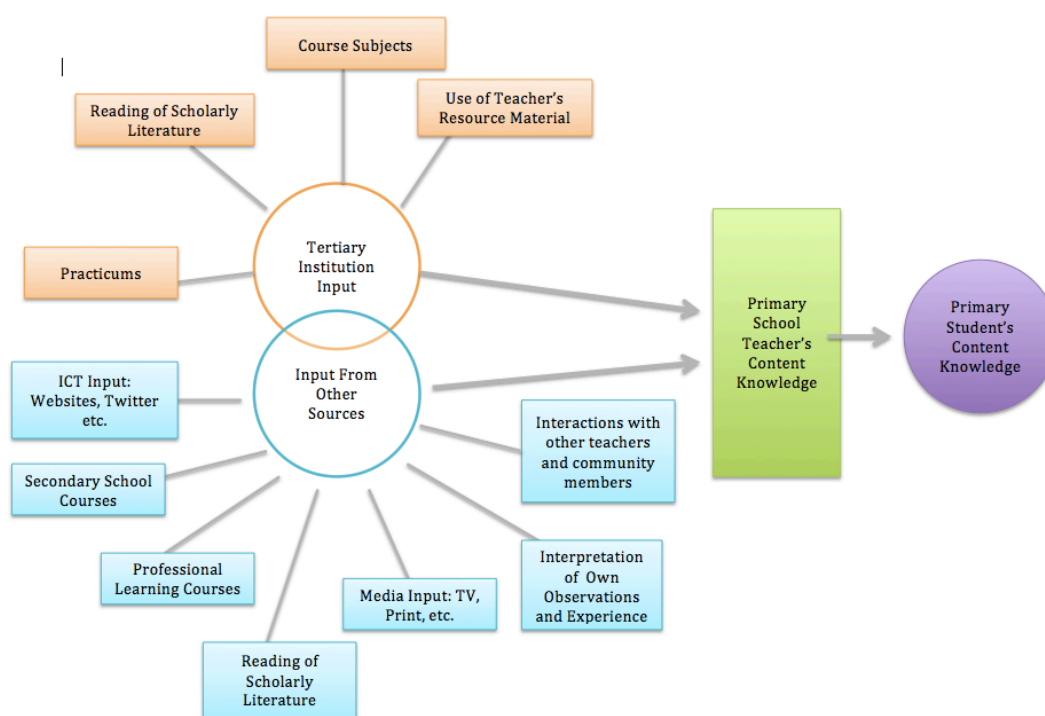 Course Subjects
Reading of Scholarly
Literature
Use of Teacher's
Resource Material
Practicums
Tertiary
Institution
Input
Input From
Other
Sources
ICT Input:
Websites, Twitter
etc.
Secondary School
Courses
Professional
Learning Courses
Reading of
Scholarly
Literature
Media Input: TV,
Print, etc.
Interpretation
of Own
Observations
and Experience
Interactions with
other teachers
and community
members
Primary
School
Teacher's
Content
Knowledge
Primary
Student's
Content
Knowledge